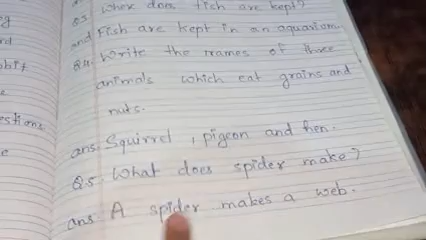 Q3. Where does fish are kept?
ans Fish are kept in an aquarium.
Q4. Write the names of three
animals which eat grains and
nuts.
ans. Squirrel, pigeon and hen.
Q5. What does spider make?
ans. A spider makes a web.